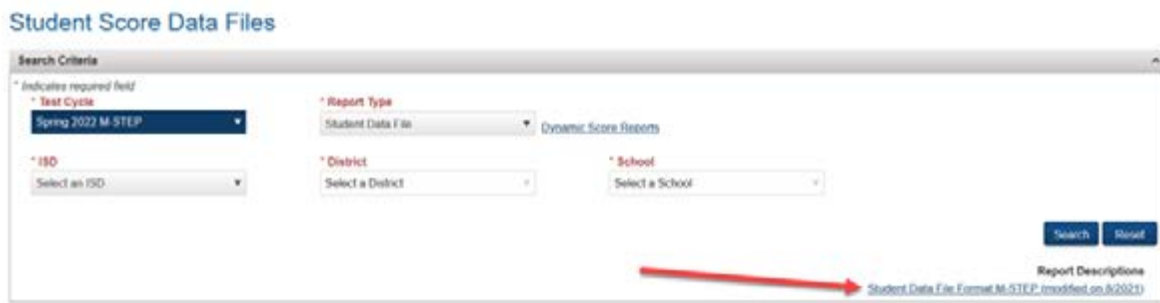 Student Score Data Files
Search Criteria
* Indicates required field
* Test Cycle
* Report Type
Spring 2022 M-STEP
Student Data File
Dynamic Score Reports
* ISD
* District
* School
Select an ISD
Select a District
Select a School
Search
Reset
Report Descriptions
Student Data File Format M-STEP (modified on 8/2021)